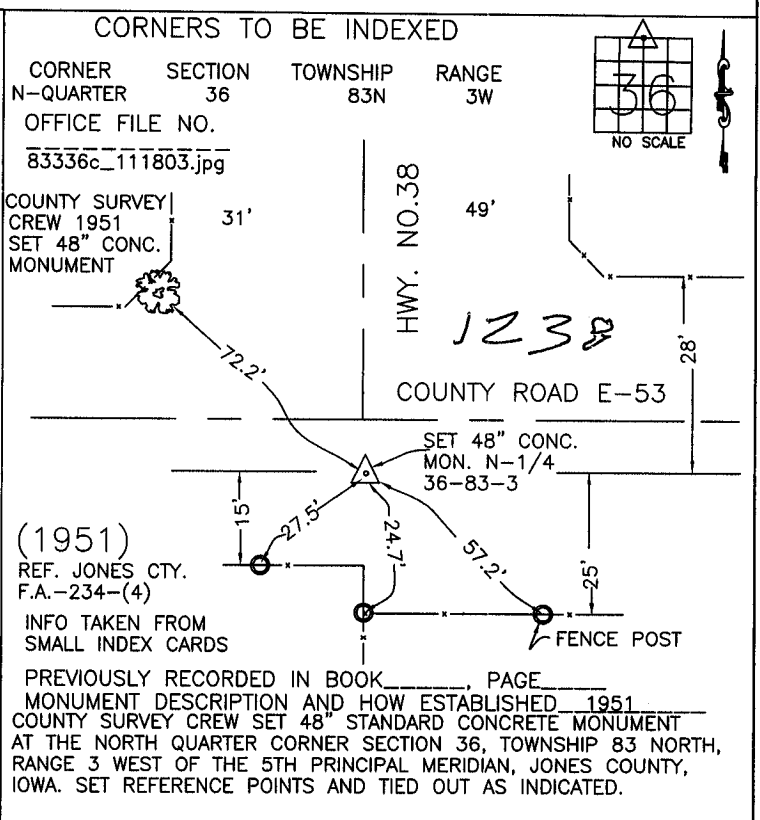 CORNERS TO BE INDEXED
CORNER SECTION TOWNSHIP RANGE
N-QUARTER 36 83N 3W
36
NO SCALE
OFFICE FILE NO.
83336c_111803.jpg
COUNTY SURVEY
CREW 1951
SET 48" CONC.
MONUMENT
31'
HWY. NO.38
49'
1238
72.2'
28'
COUNTY ROAD E-53
SET 48" CONC.
MON. N-1/4
36-83-3
15'
27.5'
24.7'
57.2'
25'
(1951)
REF. JONES CTY.
F.A.-234-(4)
INFO TAKEN FROM
SMALL INDEX CARDS
FENCE POST
PREVIOUSLY RECORDED IN BOOK______, PAGE______
MONUMENT DESCRIPTION AND HOW ESTABLISHED__1951______
COUNTY SURVEY CREW SET 48" STANDARD CONCRETE MONUMENT
AT THE NORTH QUARTER CORNER SECTION 36, TOWNSHIP 83 NORTH,
RANGE 3 WEST OF THE 5TH PRINCIPAL MERIDIAN, JONES COUNTY,
IOWA. SET REFERENCE POINTS AND TIED OUT AS INDICATED.